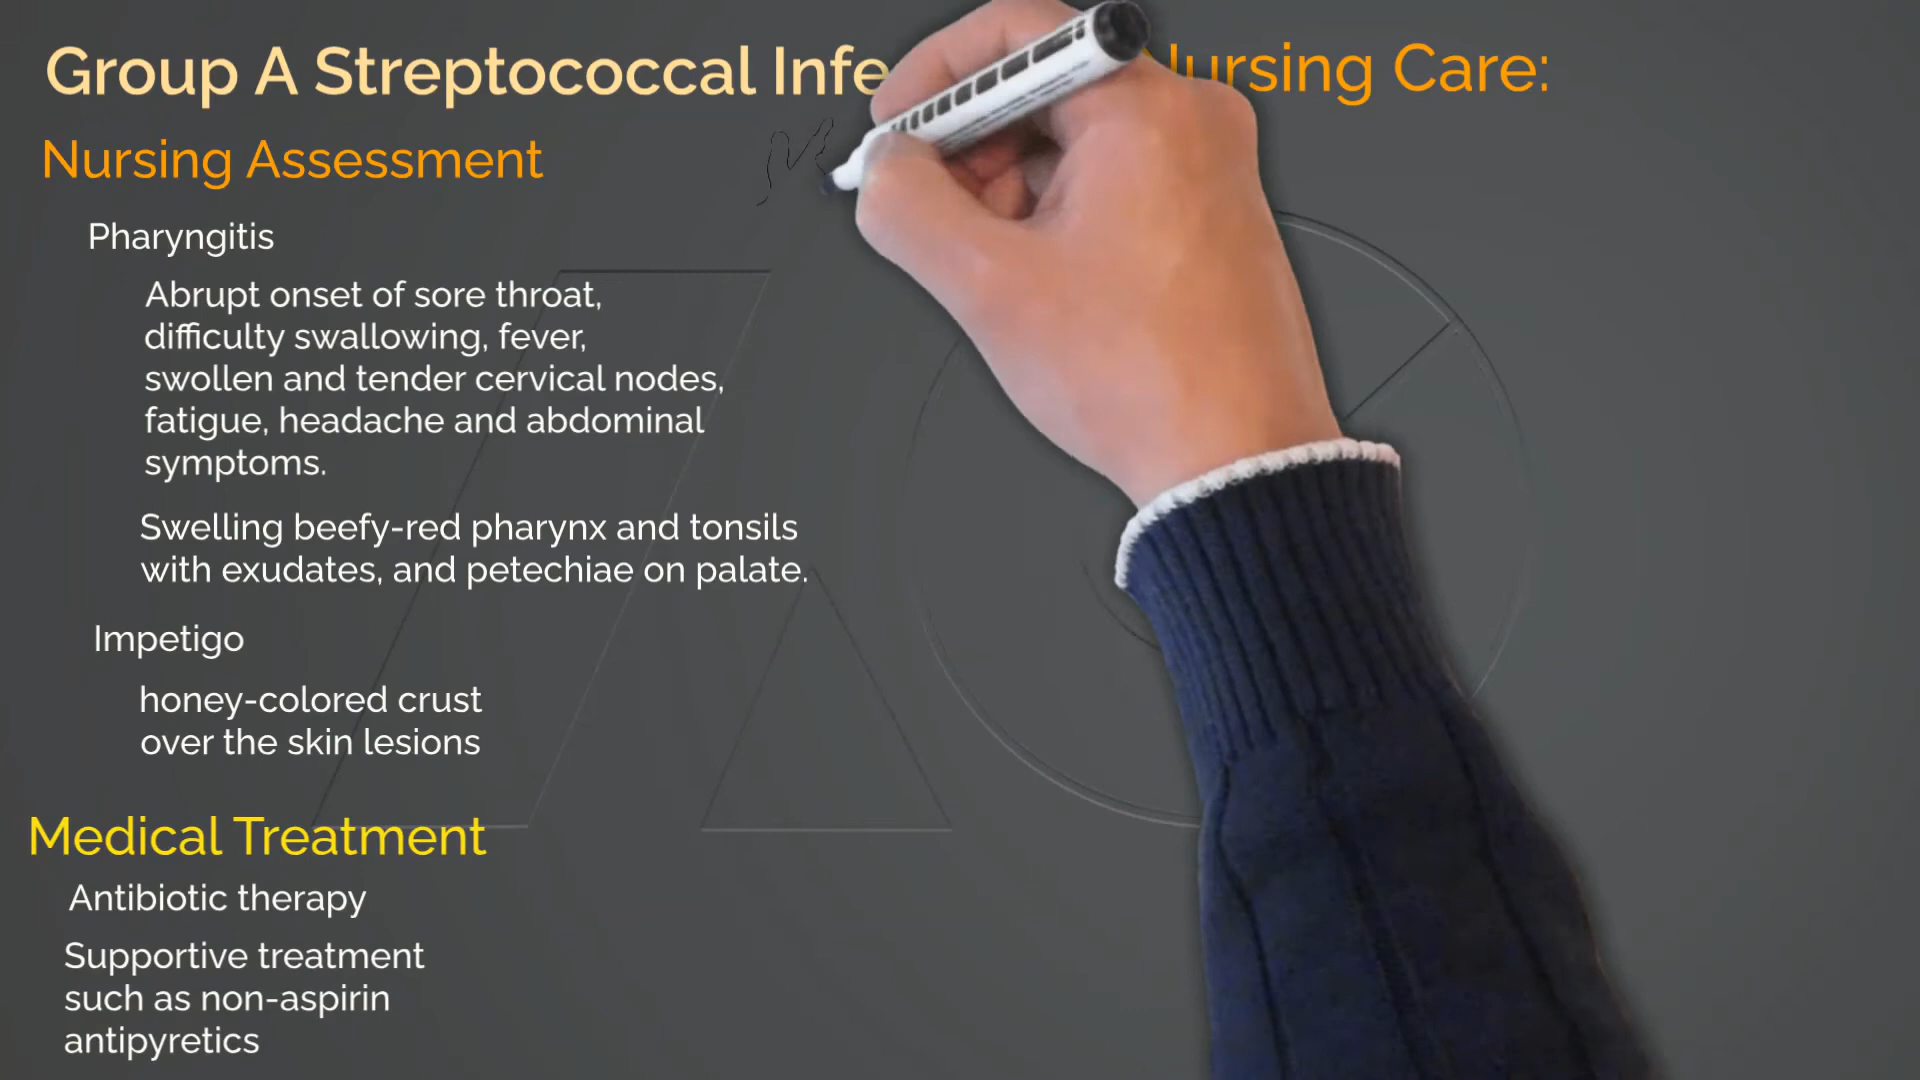 Group A Streptococcal Infe
Nursing Care:
Nursing Assessment
Pharyngitis
Abrupt onset of sore throat,
difficulty swallowing, fever,
swollen and tender cervical nodes,
fatigue, headache and abdominal
symptoms.
Swelling beefy-red pharynx and tonsils
with exudates, and petechiae on palate.
Impetigo
honey-colored crust
over the skin lesions
Medical Treatment
Antibiotic therapy
Supportive treatment
such as non-aspirin
antipyretics